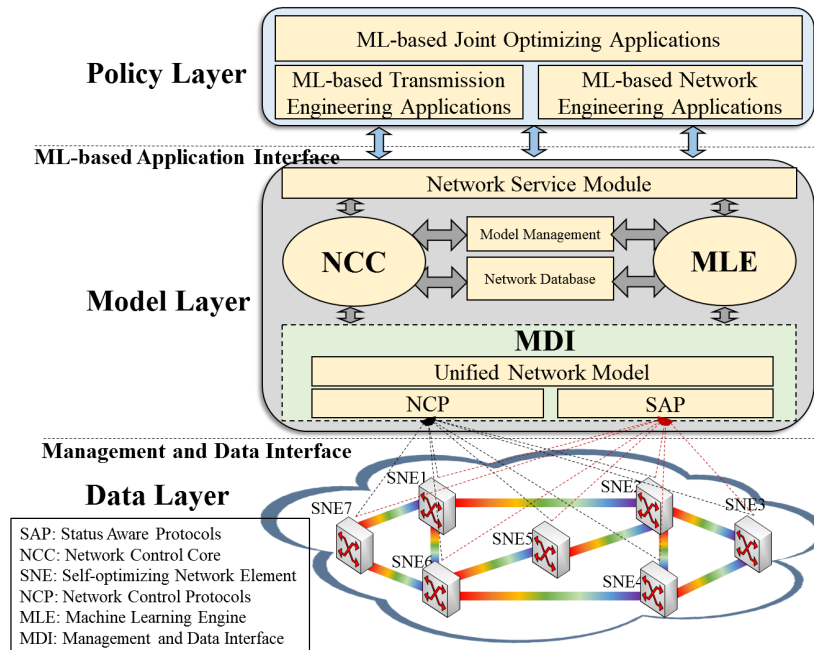 ML-based Joint Optimizing Applications
Policy Layer
ML-based Transmission
Engineering Applications
ML-based Network
Engineering Applications
ML-based Application Interface
Network Service Module
NCC
Model Management
Network Database
MLE
Model Layer
MDI
Unified Network Model
NCP
SAP
Management and Data Interface
Data Layer
SNE1
SNE2
SNE3
SNE7
SNE5
SNE6
SNE4
SAP: Status Aware Protocols
NCC: Network Control Core
SNE: Self-optimizing Network Element
NCP: Network Control Protocols
MLE: Machine Learning Engine
MDI: Management and Data Interface